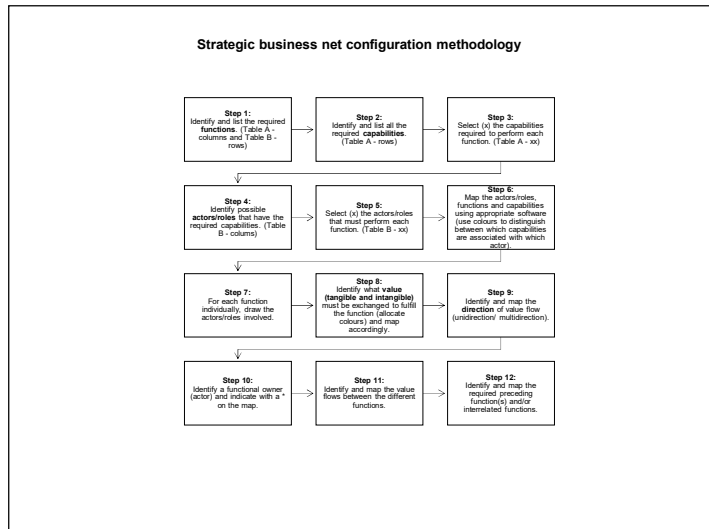 Strategic business net configuration methodology
Step 1:
Identify and list the required
functions. (Table A -
columns and Table B -
rows)
Step 2:
Identify and list all the
required capabilities.
(Table A - rows)
Step 3:
Select (x) the capabilities
required to perform each
function. (Table A - xx)
Step 4:
Identify possible
actors/roles that have the
required capabilities. (Table
B - colums)
Step 5:
Select (x) the actors/roles
that must perform each
function. (Table B - xx)
Step 6:
Map the actors/roles,
functions and capabilities
using appropriate software
(use colours to distinguish
between which capabilities
are associated with which
actor).
Step 7:
For each function
individually, draw the
actors/roles involved.
Step 8:
Identify what value
(tangible and intangible)
must be exchanged to fulfill
the function (allocate
colours) and map
accordingly.
Step 9:
Identify and map the
direction of value flow
(unidirection/ multidirection).
Step 10:
Identify a functional owner
(actor) and indicate with a *
on the map.
Step 11:
Identify and map the value
flows between the different
functions.
Step 12:
Identify and map the
required preceding
function(s) and/or
interrelated functions.